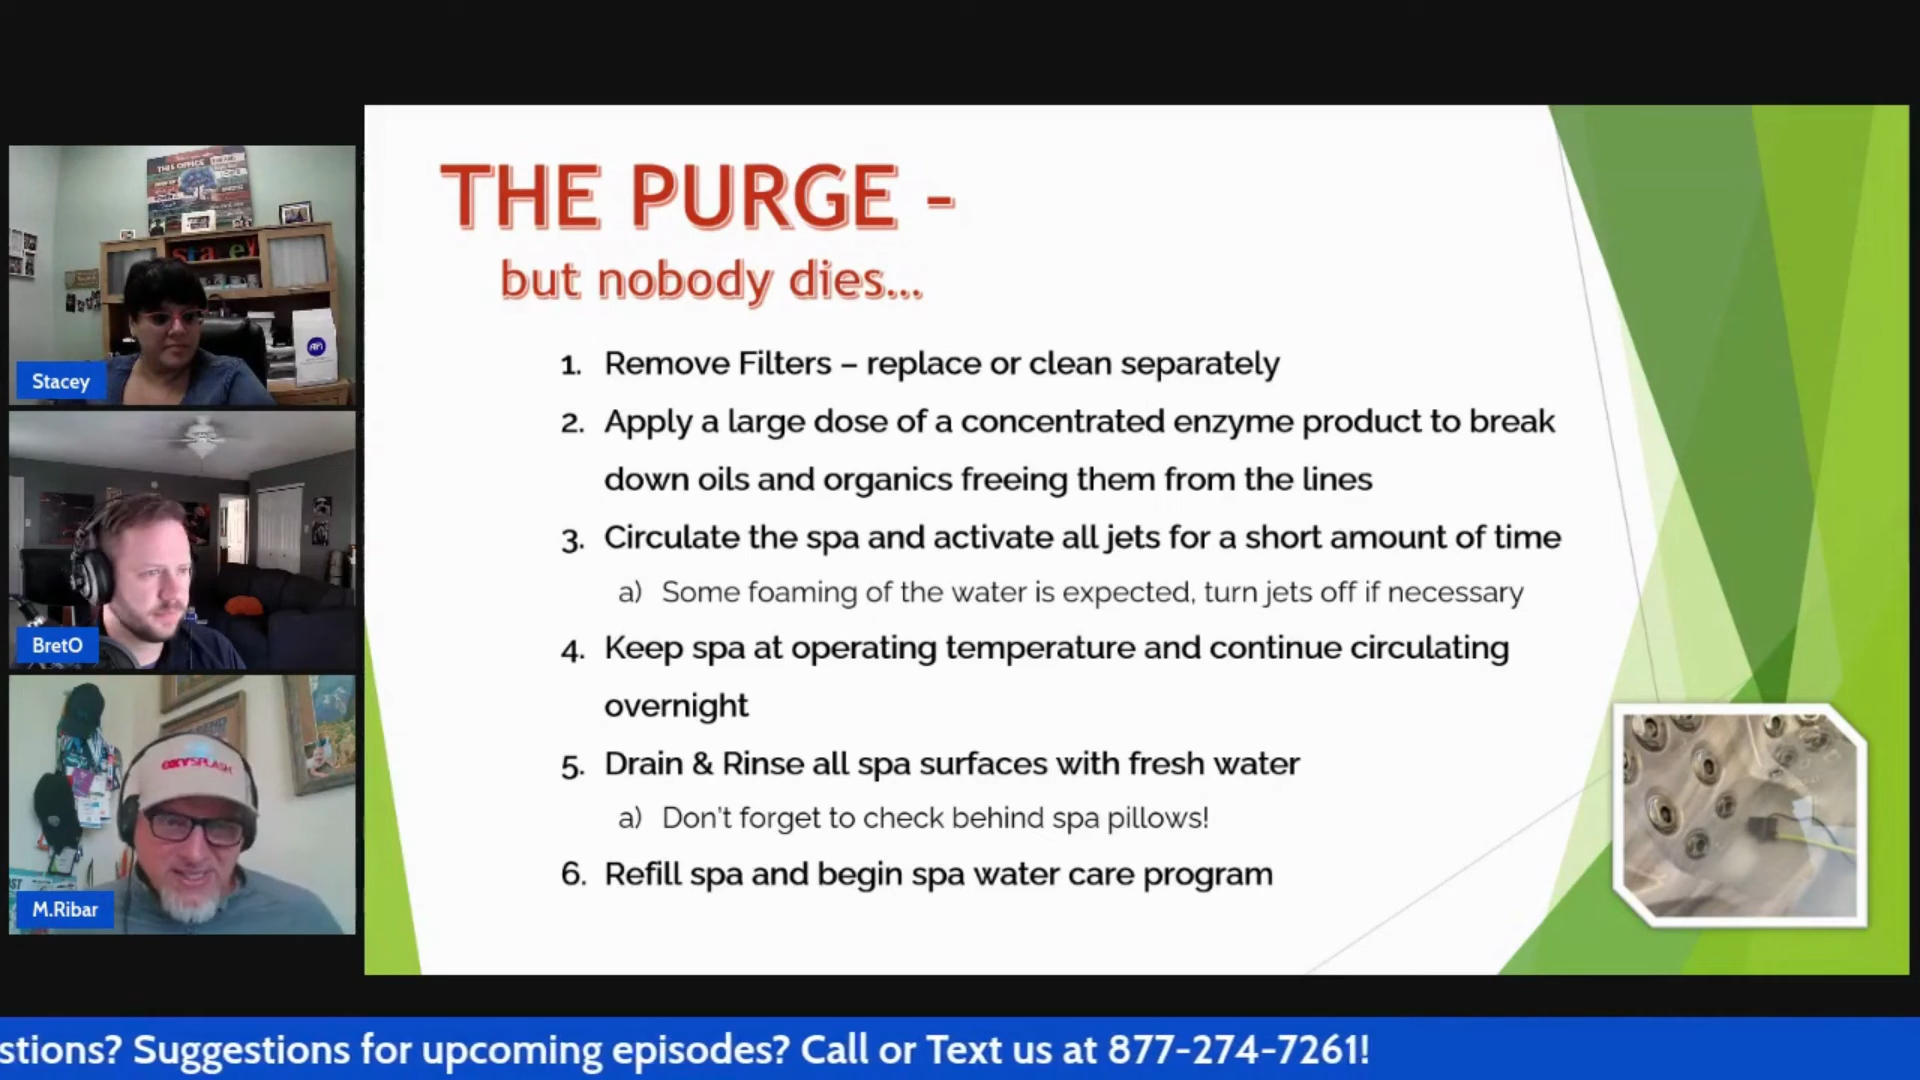 THIS OFFICE
stacey
Stacey
BretO
OXYSPLASH
M.Ribar
THE PURGE -
but nobody dies...
1. Remove Filters – replace or clean separately
2. Apply a large dose of a concentrated enzyme product to break
down oils and organics freeing them from the lines
3. Circulate the spa and activate all jets for a short amount of time
a) Some foaming of the water is expected, turn jets off if necessary
4. Keep spa at operating temperature and continue circulating
overnight
5. Drain & Rinse all spa surfaces with fresh water
a) Don't forget to check behind spa pillows!
6. Refill spa and begin spa water care program
stions? Suggestions for upcoming episodes? Call or Text us at 877-274-7261!